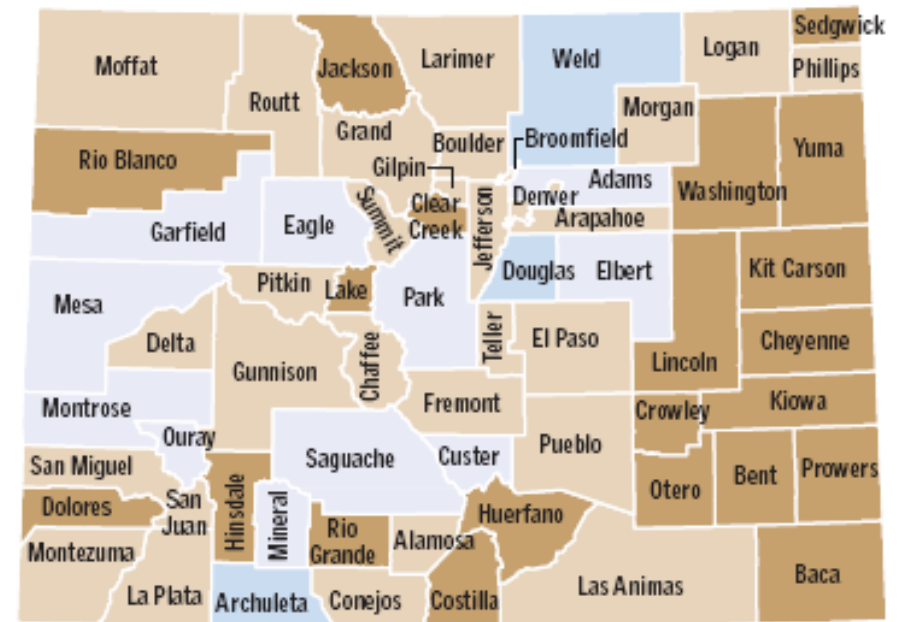 Sedgwick
Logan
Larimer
Weld
Moffat
Jackson
Phillips
Routt
Morgan
Grand
Boulder
Broomfield
Yuma
Rio Blanco
Gilpin
Adams
Washington
Denver
Clear
Creek
Summit
Jefferson
Arapahoe
Garfield
Eagle
Douglas
Elbert
Kit Carson
Pitkin
Lake
Park
Mesa
Teller
El Paso
Delta
Cheyenne
Chaffee
Lincoln
Gunnison
Kiowa
Fremont
Montrose
Crowley
Ouray
Pueblo
Saguache
Custer
San Miguel
Prowers
Bent
Otero
Dolores
San
Juan
Hinsdale
Mineral
Huerfano
Rio
Grande
Alamosa
Montezuma
Baca
Las Animas
La Plata
Archuleta
Conejos
Costilla